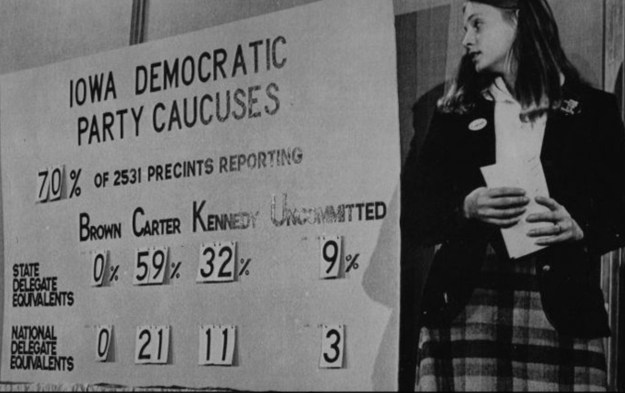 IOWA DEMOCRATIC
PARTY CAUCUSES
70% OF 2531 PRECINTS REPORTING
BROWN CARTER KENNEDY UNCOMMITTED
STATE
DELEGATE
EQUIVALENTS
0% 59% 32% 9%
NATIONAL
DELEGATE
EQUIVALENTS
0 21 11 3